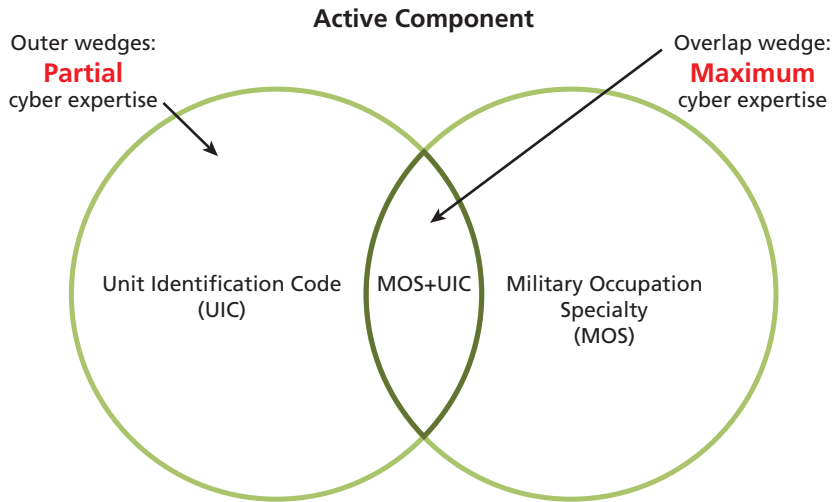 Active Component
Outer wedges:
Partial
cyber expertise
Overlap wedge:
Maximum
cyber expertise
Unit Identification Code
(UIC)
MOS+UIC
Military Occupation
Specialty
(MOS)